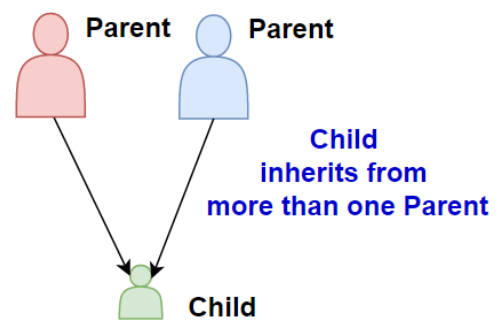 Parent
Parent
Child
inherits from
more than one Parent
Child